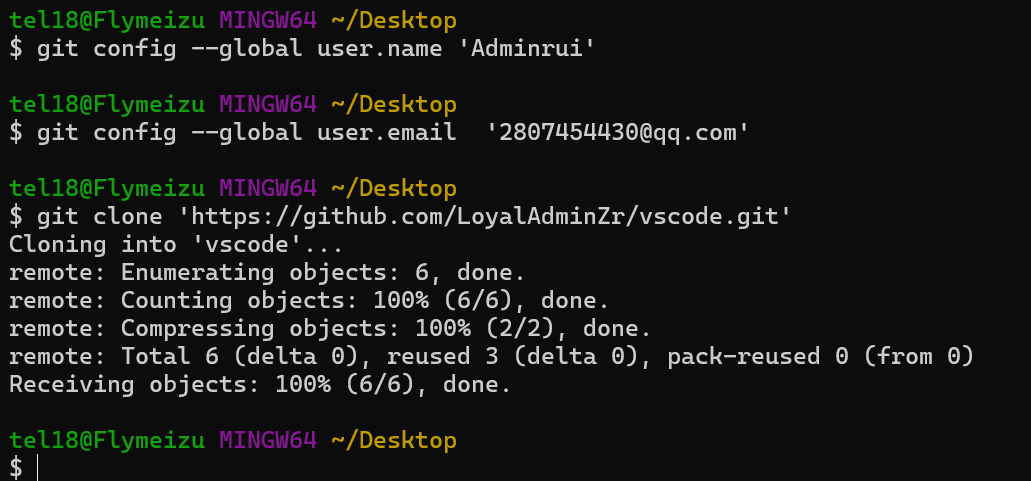 tel18@Flymeizu MINGW64 ~/Desktop
$ git config --global user.name 'Adminrui'
tel18@Flymeizu MINGW64 ~/Desktop
$ git config --global user.email  '2807454430@qq.com'
tel18@Flymeizu MINGW64 ~/Desktop
$ git clone 'https://github.com/LoyalAdminZr/vscode.git'
Cloning into 'vscode'...
remote: Enumerating objects: 6, done.
remote: Counting objects: 100% (6/6), done.
remote: Compressing objects: 100% (2/2), done.
remote: Total 6 (delta 0), reused 3 (delta 0), pack-reused 0 (from 0)
Receiving objects: 100% (6/6), done.
tel18@Flymeizu MINGW64 ~/Desktop
$